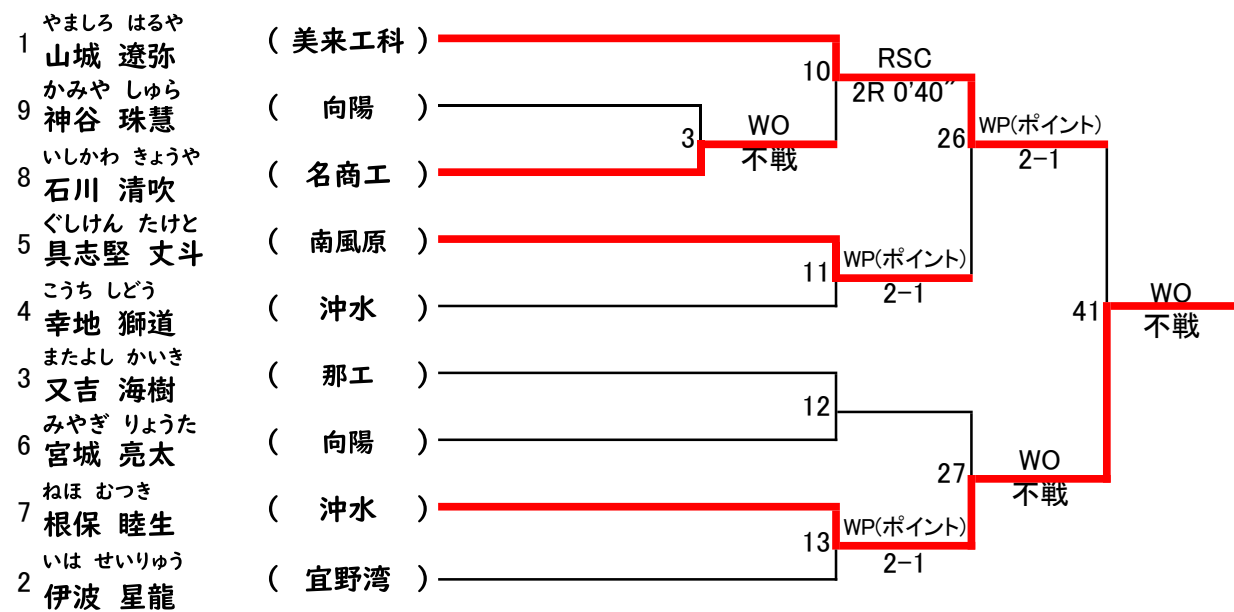 やましろ はるや
1 山城 遼弥 ( 美来工科 )
かみや しゅら
9 神谷 珠慧 ( 向陽 )
いしかわ きょうや
8 石川 清吹 ( 名商工 )
ぐしけん たけと
5 具志堅 丈斗 ( 南風原 )
こうち しどう
4 幸地 獅道 ( 沖水 )
またよし かいき
3 又吉 海樹 ( 那工 )
みやぎ りょうた
6 宮城 亮太 ( 向陽 )
ねほ むつき
7 根保 睦生 ( 沖水 )
いは せいりゅう
2 伊波 星龍 ( 宜野湾 )
3
WO
不戦
10
RSC
2R 0'40"
11
WP(ポイント)
2-1
12
13
WP(ポイント)
2-1
26
WP(ポイント)
2-1
27
WO
不戦
41
WO
不戦